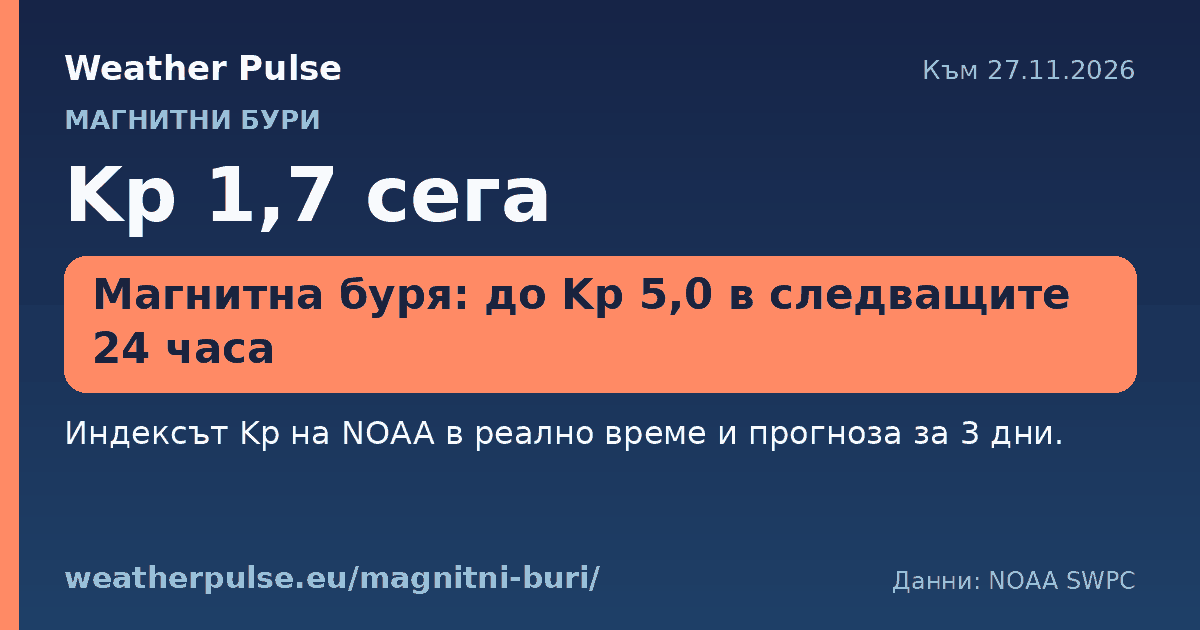 Weather Pulse
Към 27.11.2026
МАГНИТНИ БУРИ
Kp 1,7 сега
Магнитна буря: до Kp 5,0 в следващите
24 часа
Индексът Kp на NOAA в реално време и прогноза за 3 дни.
weatherpulse.eu/magnitni-buri/
Данни: NOAA SWPC